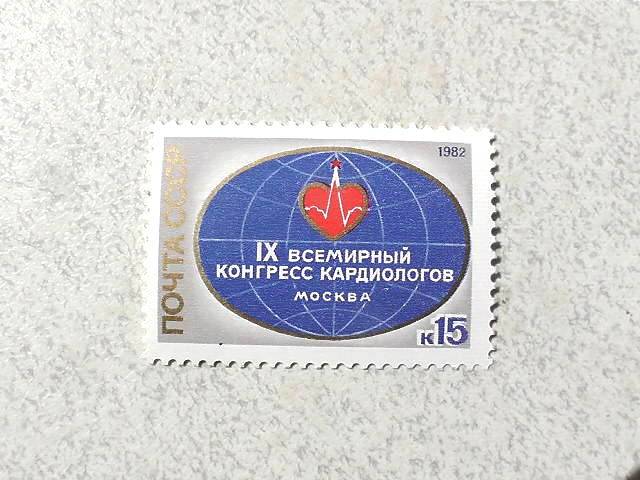 ПОЧТА СССР
1982
IX ВСЕМИРНЫЙ
КОНГРЕСС КАРДИОЛОГОВ
МОСКВА
к15